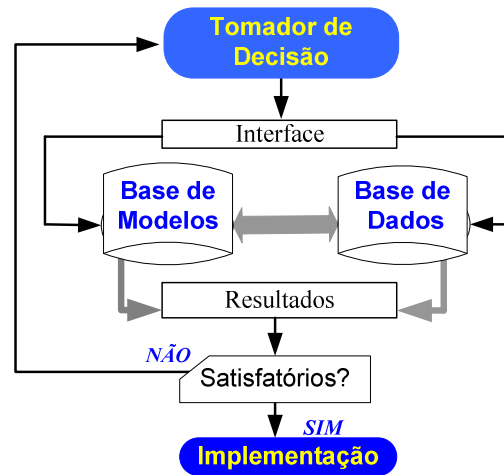 Tomador de
Decisão
Interface
Base de
Modelos
Base de
Dados
Resultados
NÃO
Satisfatórios?
SIM
Implementação